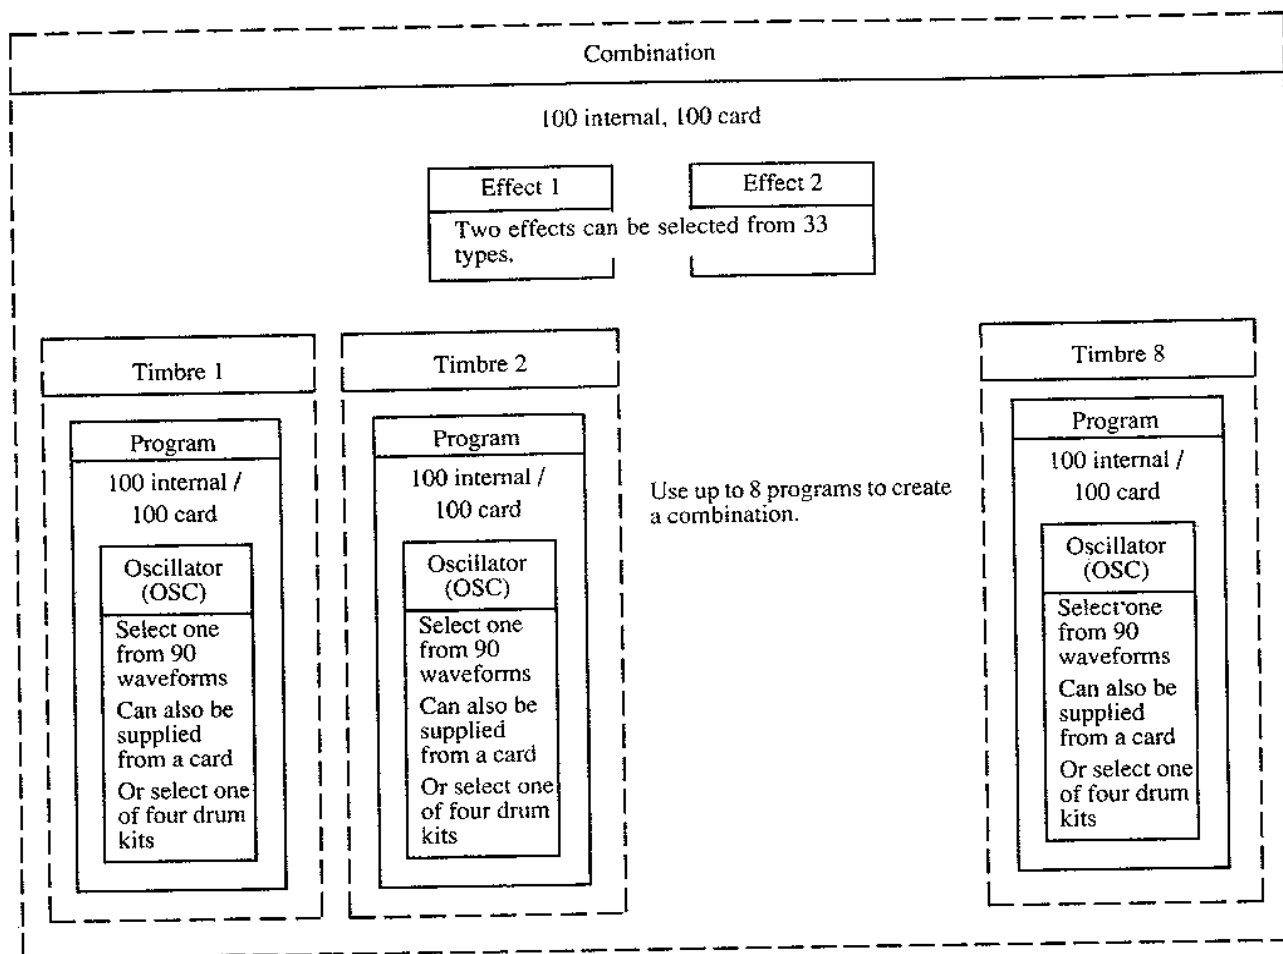 Combination
100 internal, 100 card
Effect 1
Effect 2
Two effects can be selected from 33
types.
Timbre 1
Program
100 internal /
100 card
Oscillator
(OSC)
Select one
from 90
waveforms
Can also be
supplied
from a card
Or select one
of four drum
kits
Timbre 2
Program
100 internal /
100 card
Oscillator
(OSC)
Select one
from 90
waveforms
Can also be
supplied
from a card
Or select one
of four drum
kits
Use up to 8 programs to create
a combination.
Timbre 8
Program
100 internal /
100 card
Oscillator
(OSC)
Select one
from 90
waveforms
Can also be
supplied
from a card
Or select one
of four drum
kits